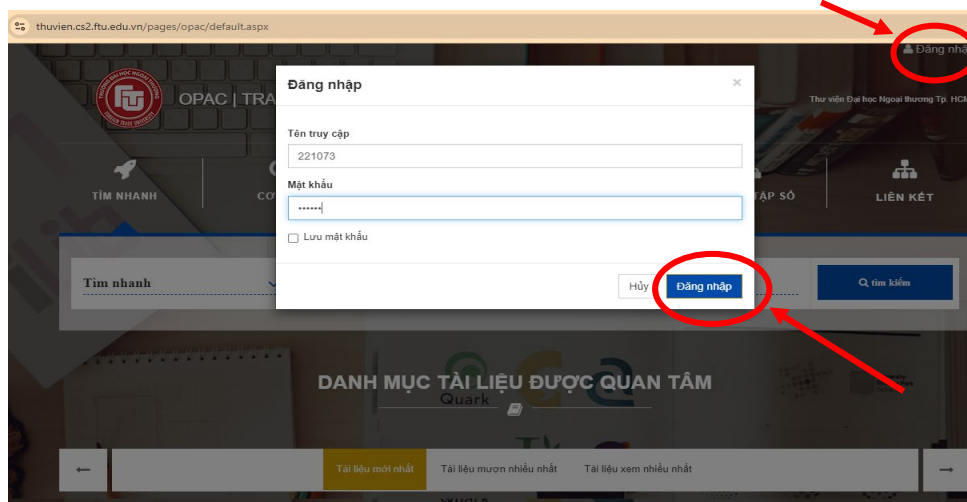 thuvien.cs2.ftu.edu.vn/pages/opac/default.aspx
Đăng nhậ
OPAC | TRA
Thư viện Đại học Ngoại thương Tp. HCM
Đăng nhập
×
Tên truy cập
221073
Mật khẩu
••••••
Lưu mật khẩu
Hủy
Đăng nhập
TÌM NHANH
CƠ
TẬP SỐ
LIÊN KẾT
Tìm nhanh
tìm kiếm
DANH MỤC TÀI LIỆU ĐƯỢC QUAN TÂM
Quark
Tài liệu mới nhất
Tài liệu mượn nhiều nhất
Tài liệu xem nhiều nhất